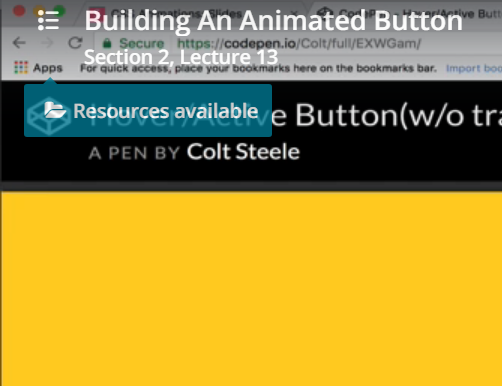 Building An Animated Button
Secure https://codepen.io/Colt/full/EXWGam/
Section 2, Lecture 13
Apps For quick access, place your bookmarks here on the bookmarks bar. Import boo
Resources available
Hover/Active Button(w/o tra
A PEN BY Colt Steele